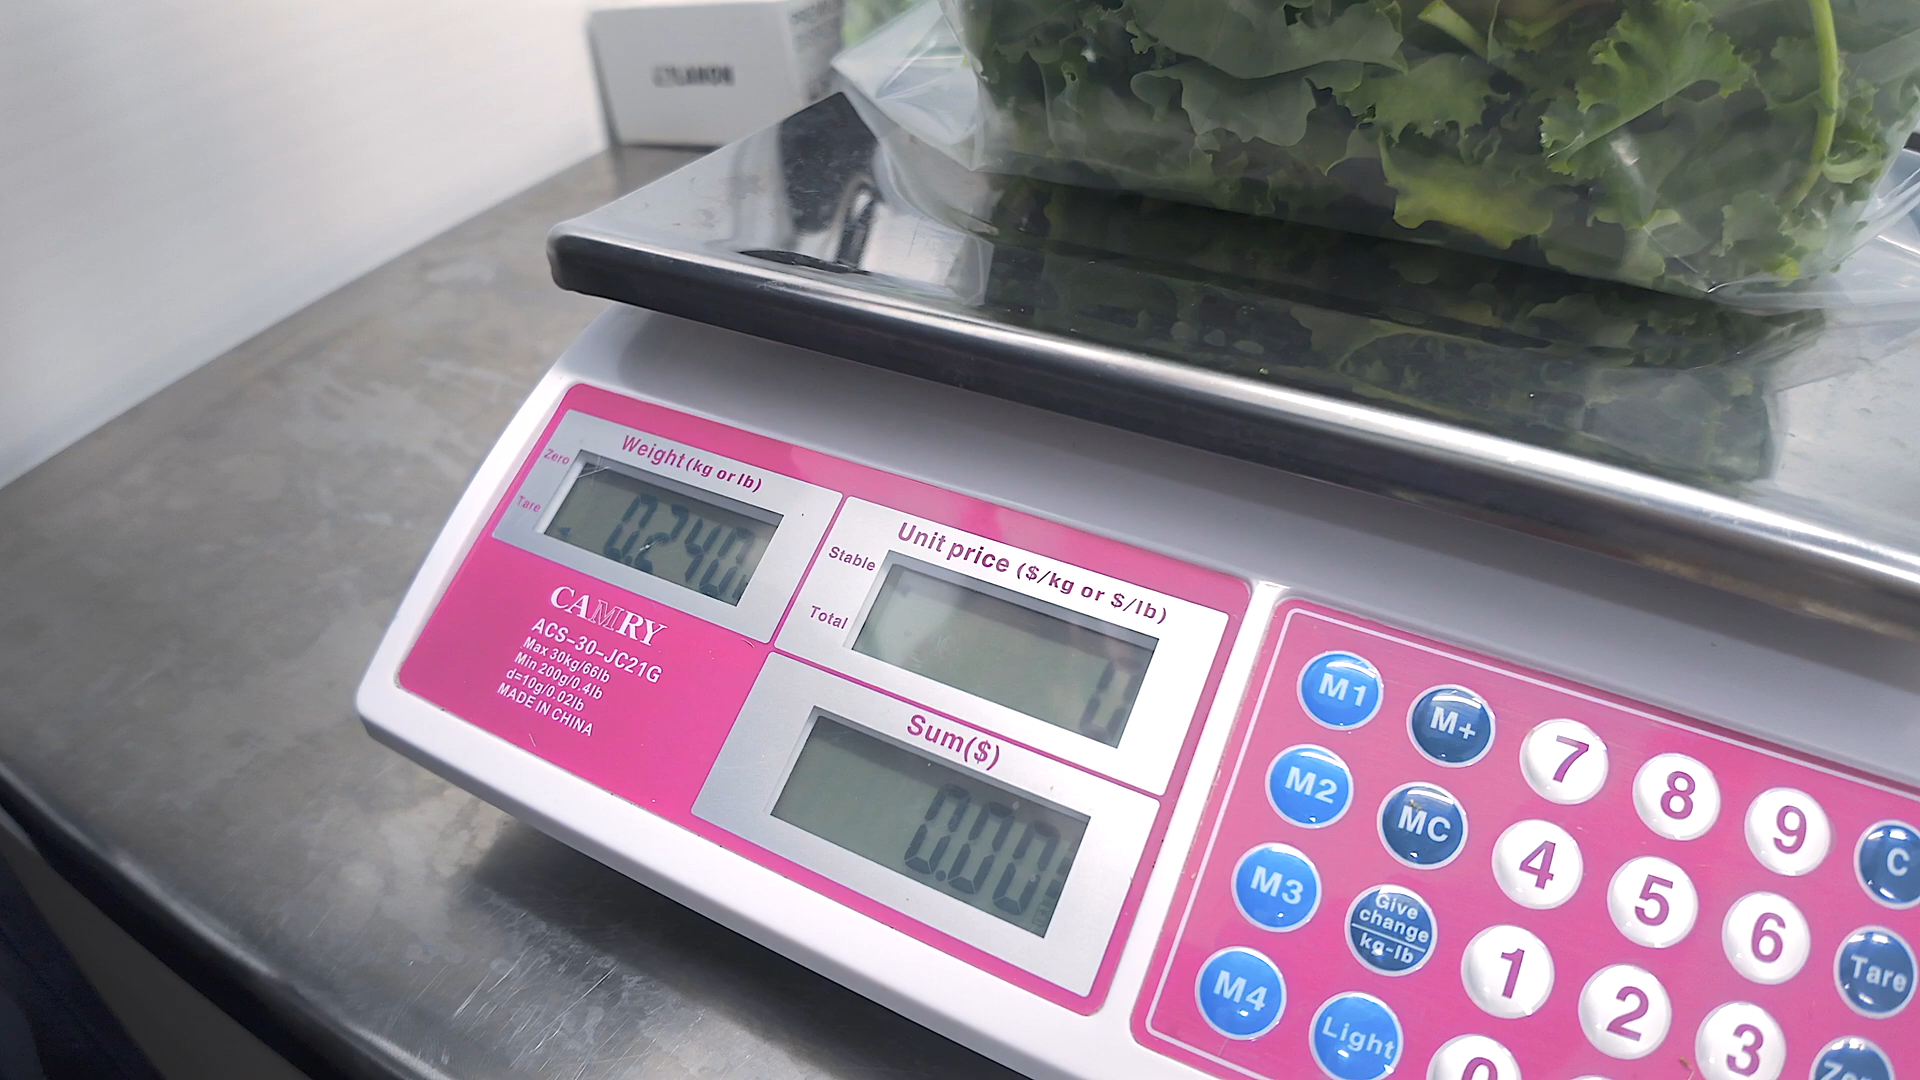 Weight (kg or lb)
Zero
Tare
0.240
CAMRY
ACS-30-JC21G
Max 30kg/66lb
Min 200g/0.4lb
d=10g/0.02lb
MADE IN CHINA
Unit price ($/kg or $/lb)
Stable
Total
0
Sum($)
0.00
M1 M+ 7 8 9 C
M2 MC 4 5 6 Tare
M3 Give change kg-lb 1 2 3
M4 Light 0